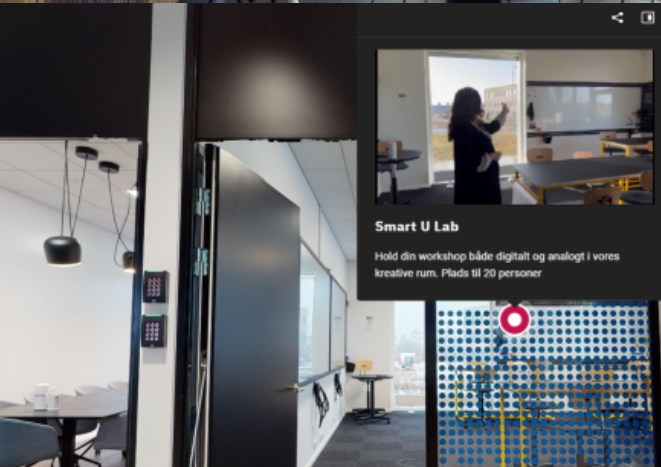 Smart U Lab
Hold din workshop både digitalt og analogt i vores
kreative rum. Plads til 20 personer